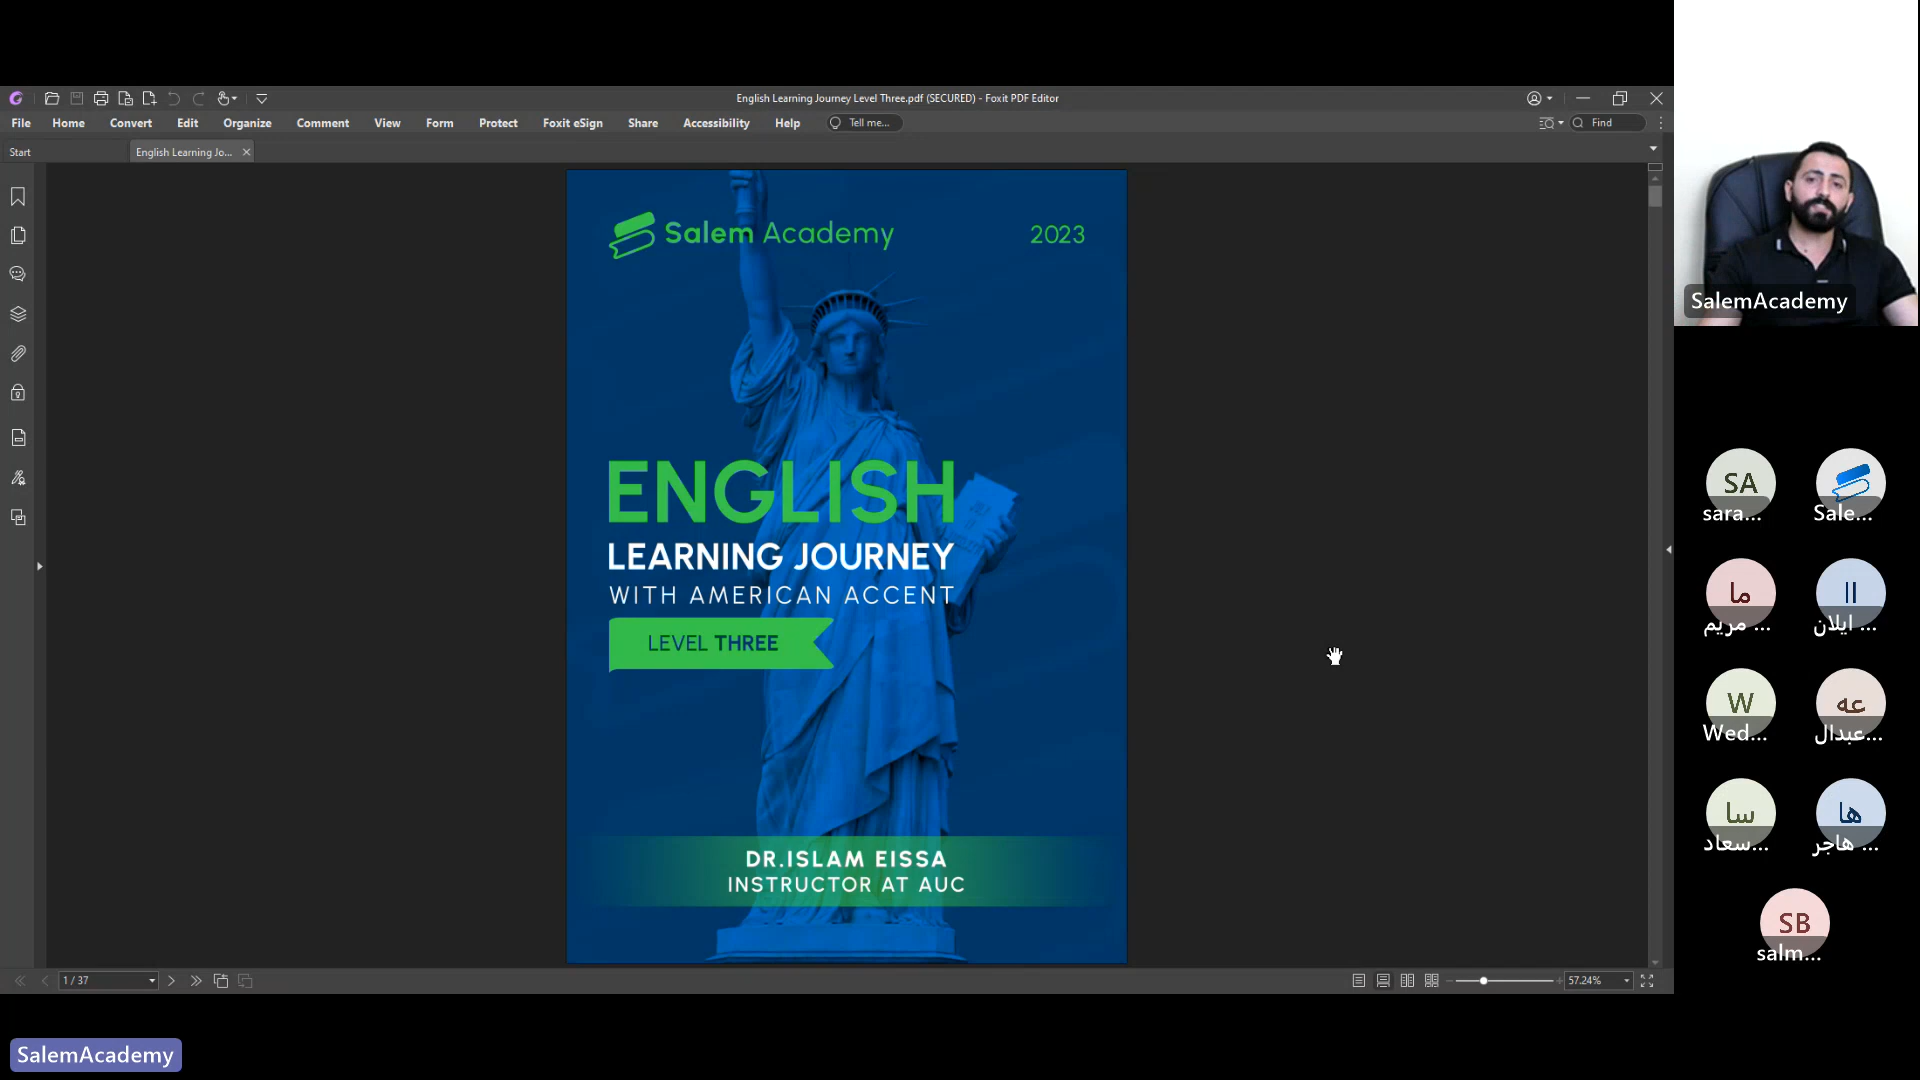 English Learning Journey Level Three.pdf (SECURED) - Foxit PDF Editor
File Home Convert Edit Organize Comment View Form Protect Foxit eSign Share Accessibility Help Tell me... Find
Start English Learning Jo...
Salem Academy 2023
ENGLISH
LEARNING JOURNEY
WITH AMERICAN ACCENT
LEVEL THREE
DR.ISLAM EISSA
INSTRUCTOR AT AUC
1 / 37
57.24%
SalemAcademy
SalemAcademy
SA
sara...
Sale...
ما
مريم ...
اا
ايلان ...
W
Wed...
عه
عبدال...
سا
سعاد...
ها
هاجر ...
SB
salm...